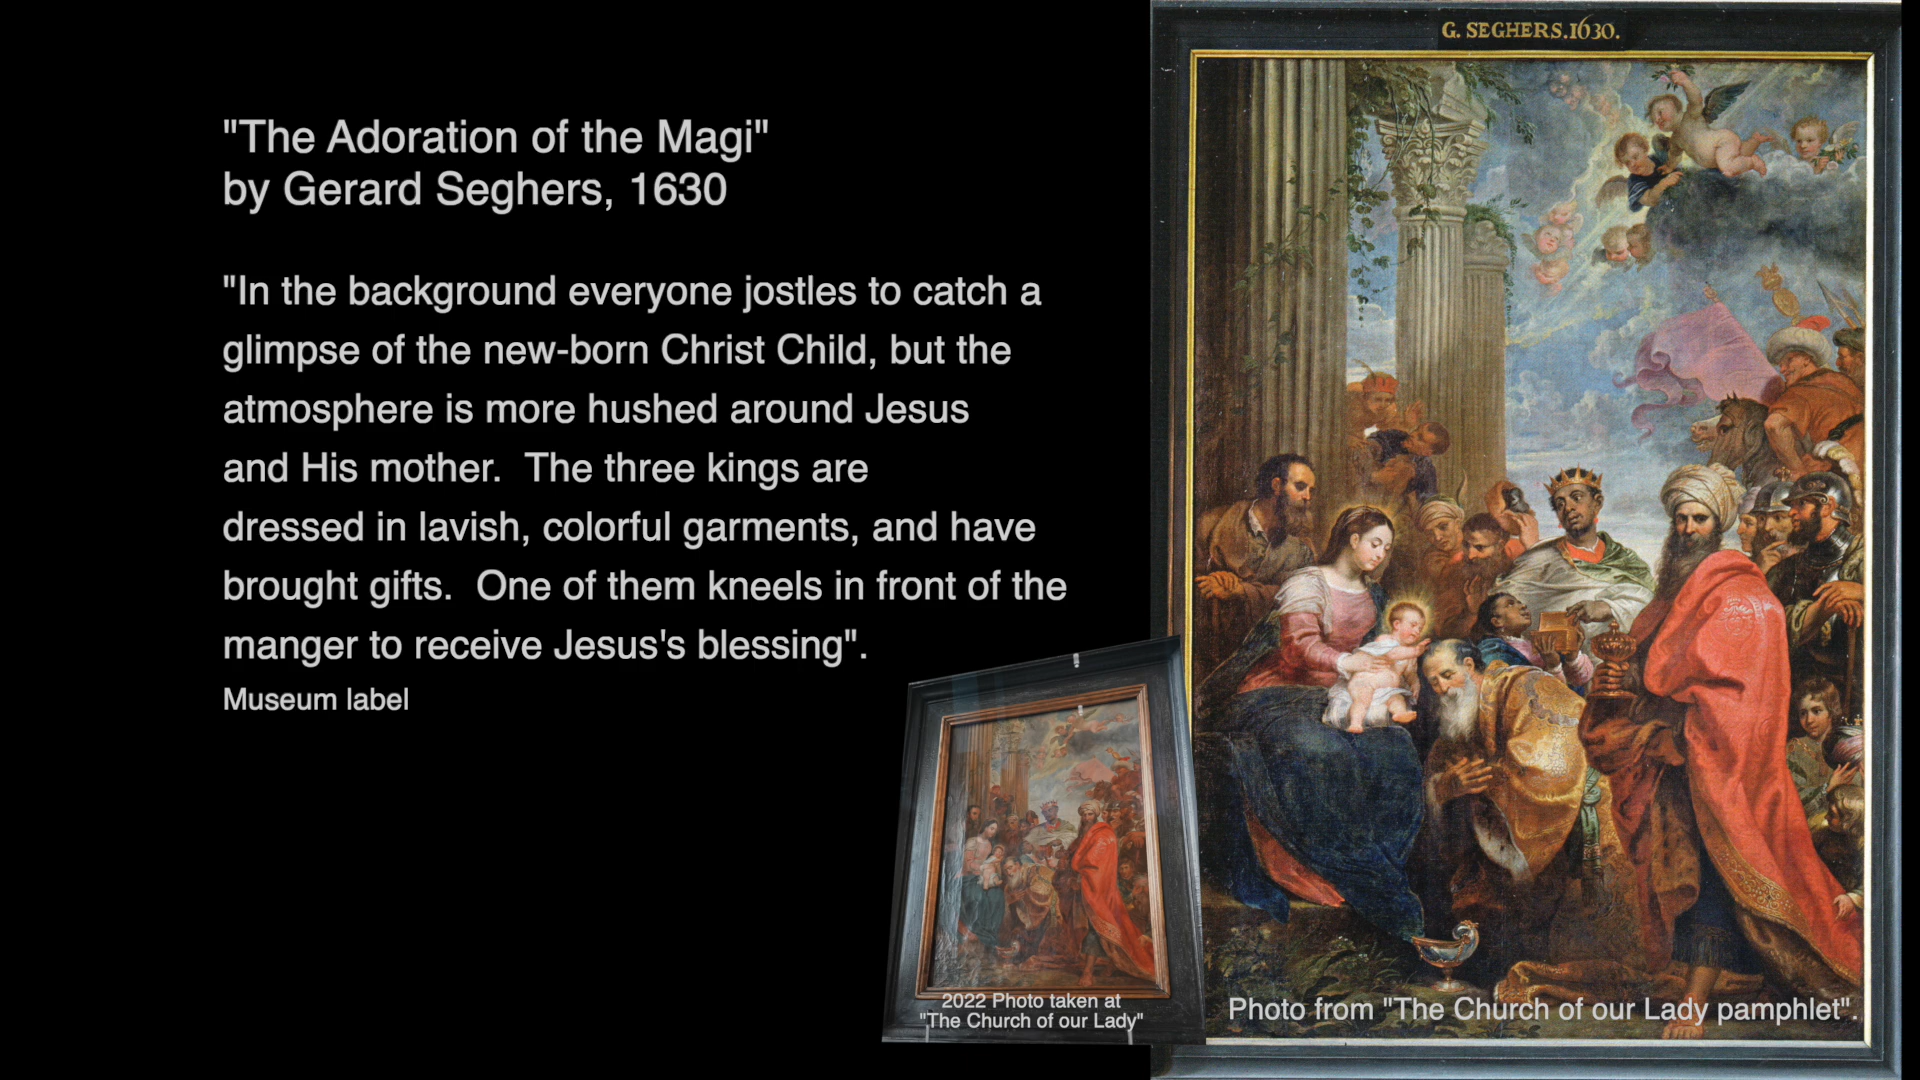 "The Adoration of the Magi"
by Gerard Seghers, 1630
"In the background everyone jostles to catch a
glimpse of the new-born Christ Child, but the
atmosphere is more hushed around Jesus
and His mother.  The three kings are
dressed in lavish, colorful garments, and have
brought gifts.  One of them kneels in front of the
manger to receive Jesus's blessing".
Museum label
G. SEGHERS.1630.
2022 Photo taken at
"The Church of our Lady"
Photo from "The Church of our Lady pamphlet".